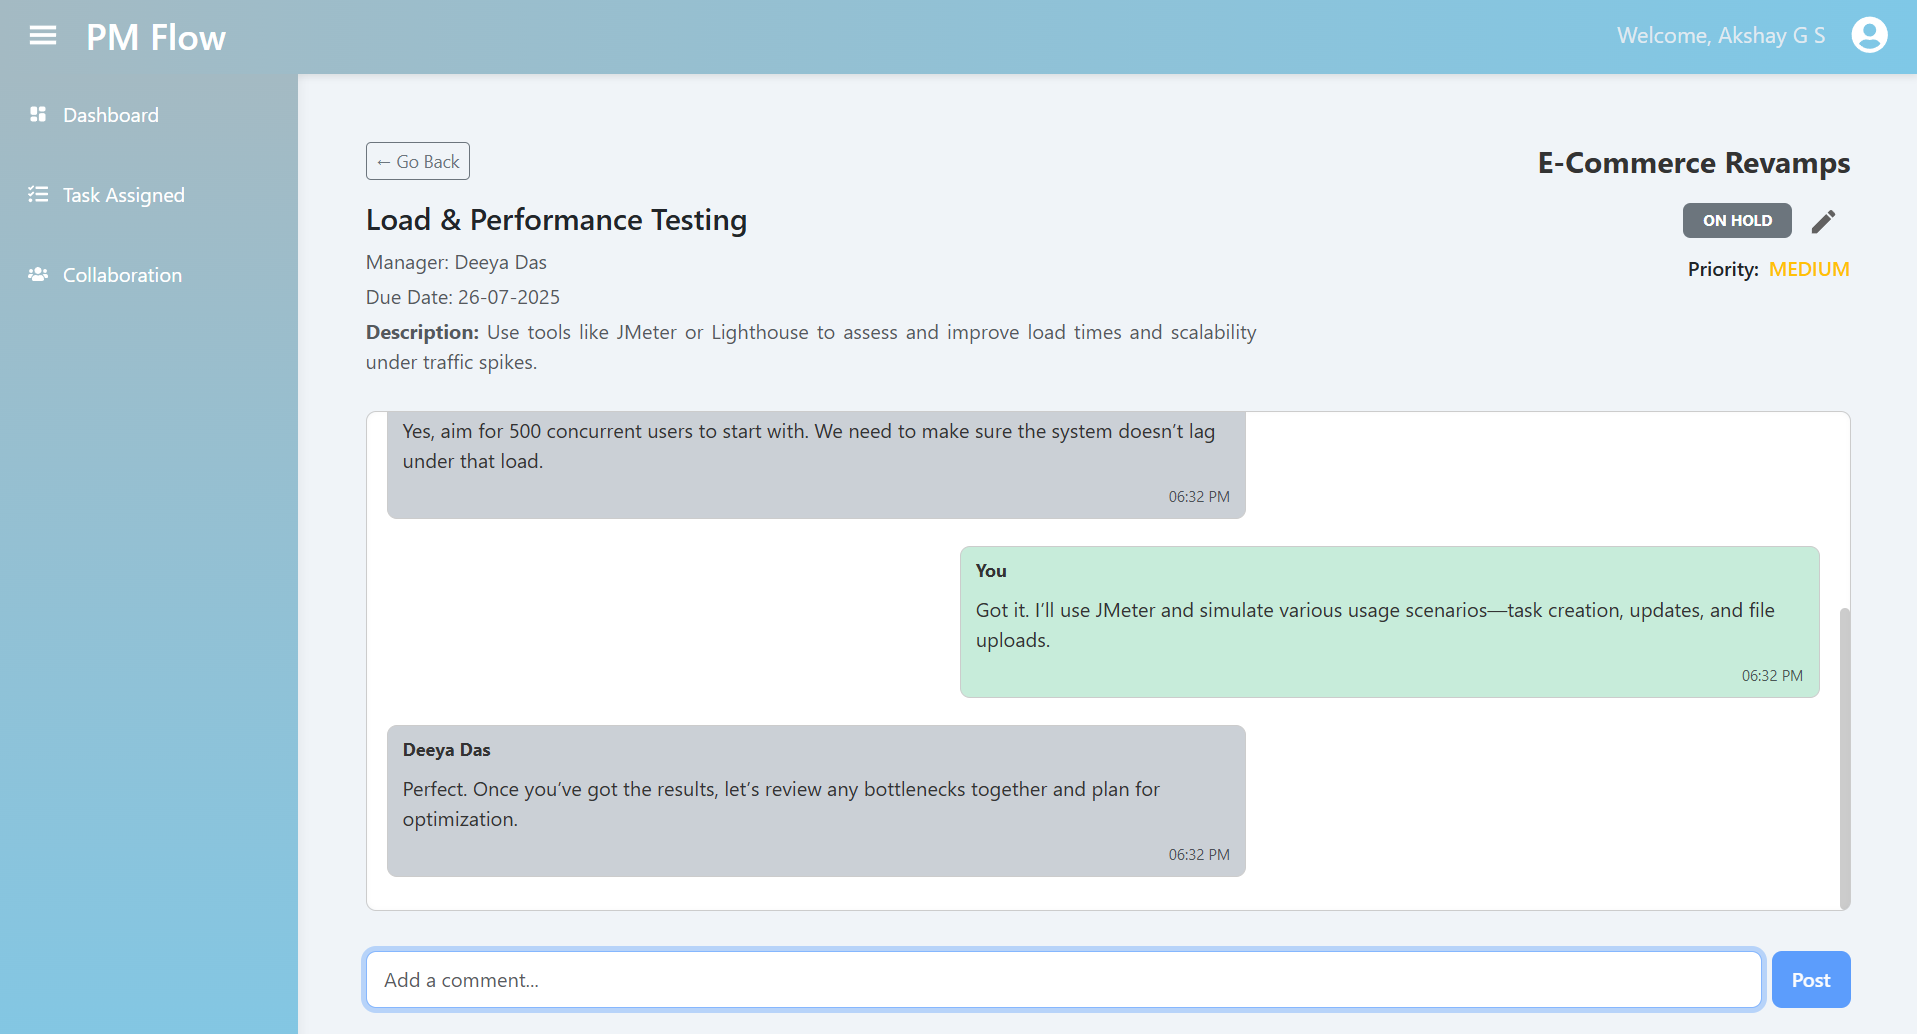 PM Flow
Welcome, Akshay G S
Dashboard
Task Assigned
Collaboration
← Go Back
E-Commerce Revamps
Load & Performance Testing
ON HOLD
Manager: Deeya Das
Priority: MEDIUM
Due Date: 26-07-2025
Description: Use tools like JMeter or Lighthouse to assess and improve load times and scalability
under traffic spikes.
Yes, aim for 500 concurrent users to start with. We need to make sure the system doesn’t lag
under that load.
06:32 PM
You
Got it. I’ll use JMeter and simulate various usage scenarios—task creation, updates, and file
uploads.
06:32 PM
Deeya Das
Perfect. Once you’ve got the results, let’s review any bottlenecks together and plan for
optimization.
06:32 PM
Add a comment...
Post